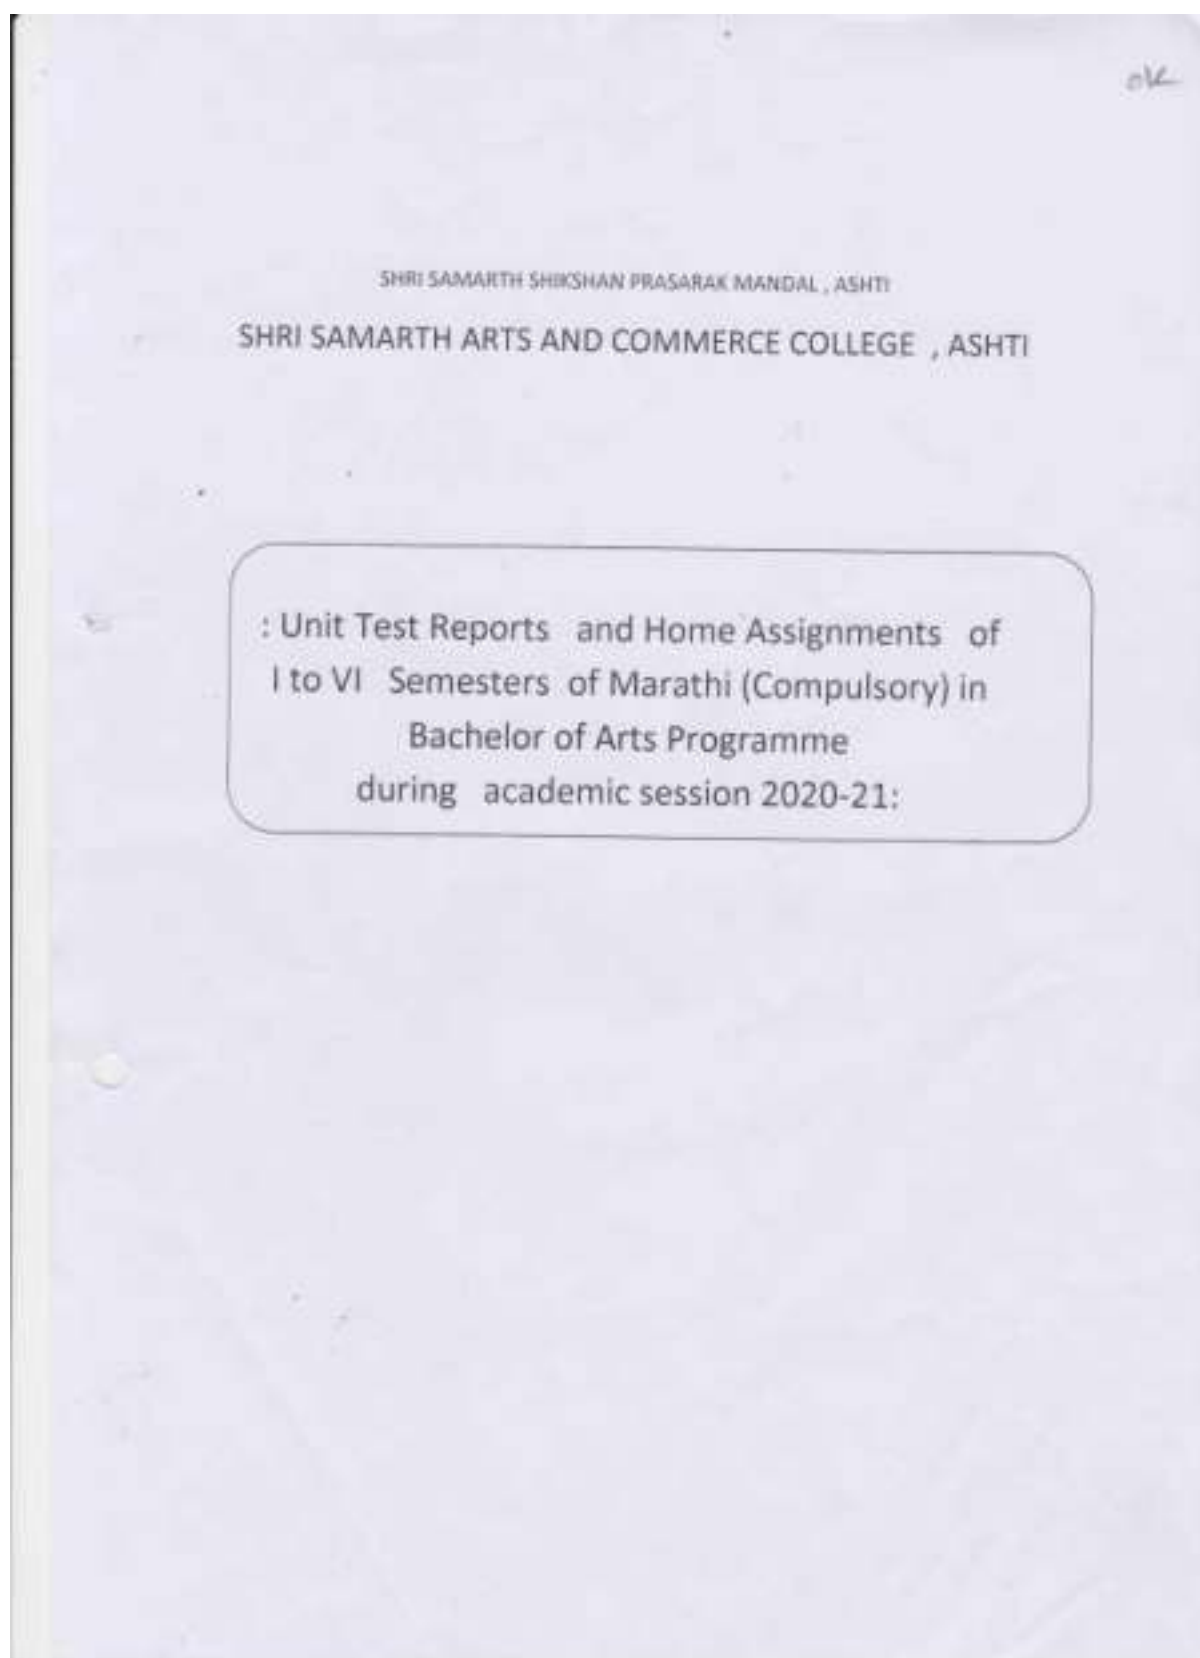 ok
SHRI SAMARTH SHIKSHAN PRASARAK MANDAL , ASHTI
SHRI SAMARTH ARTS AND COMMERCE COLLEGE , ASHTI
: Unit Test Reports and Home Assignments of
I to VI Semesters of Marathi (Compulsory) in
Bachelor of Arts Programme
during academic session 2020-21: